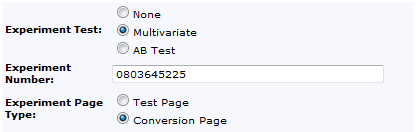 None
Experiment Test:
Multivariate
AB Test
Experiment
Number:
0803645225
Experiment Page
Type:
Test Page
Conversion Page